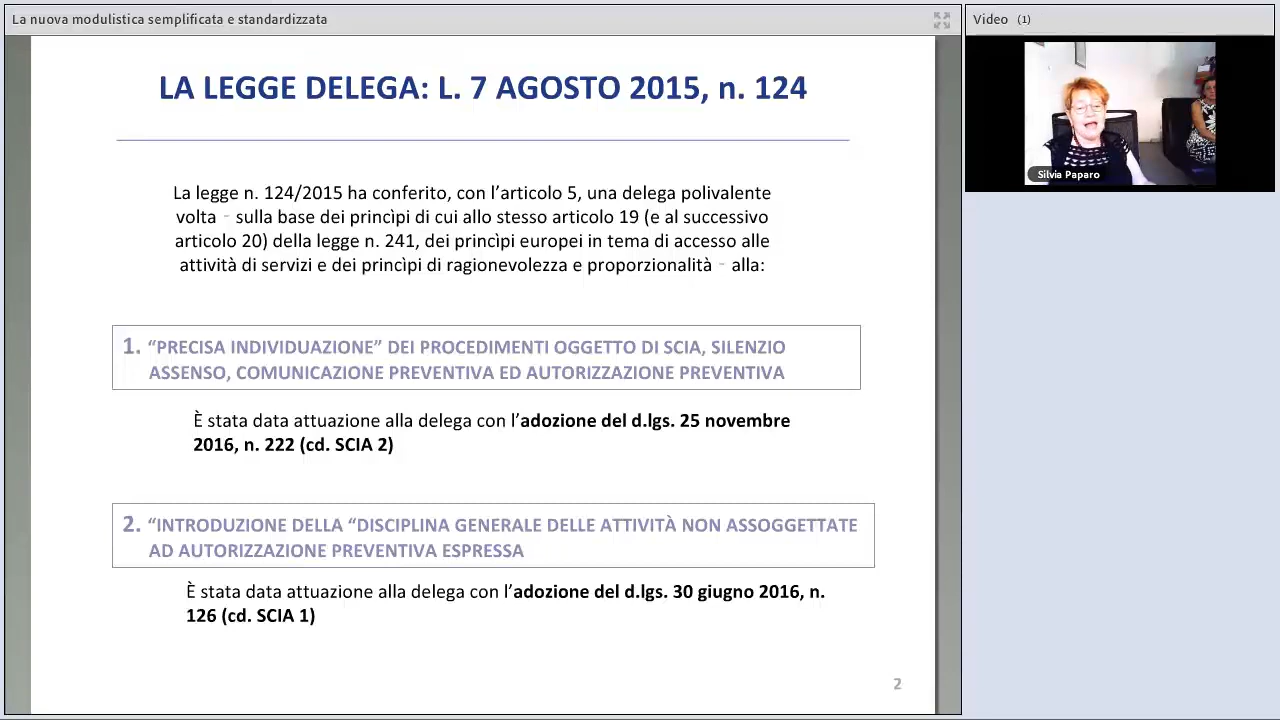 La nuova modulistica semplificata e standardizzata
Video (1)
Silvia Paparo
LA LEGGE DELEGA: L. 7 AGOSTO 2015, n. 124
La legge n. 124/2015 ha conferito, con l’articolo 5, una delega polivalente
volta - sulla base dei princìpi di cui allo stesso articolo 19 (e al successivo
articolo 20) della legge n. 241, dei princìpi europei in tema di accesso alle
attività di servizi e dei princìpi di ragionevolezza e proporzionalità - alla:
1. “PRECISA INDIVIDUAZIONE” DEI PROCEDIMENTI OGGETTO DI SCIA, SILENZIO
ASSENSO, COMUNICAZIONE PREVENTIVA ED AUTORIZZAZIONE PREVENTIVA
È stata data attuazione alla delega con l’adozione del d.lgs. 25 novembre
2016, n. 222 (cd. SCIA 2)
2. “INTRODUZIONE DELLA “DISCIPLINA GENERALE DELLE ATTIVITÀ NON ASSOGGETTATE
AD AUTORIZZAZIONE PREVENTIVA ESPRESSA
È stata data attuazione alla delega con l’adozione del d.lgs. 30 giugno 2016, n.
126 (cd. SCIA 1)
2